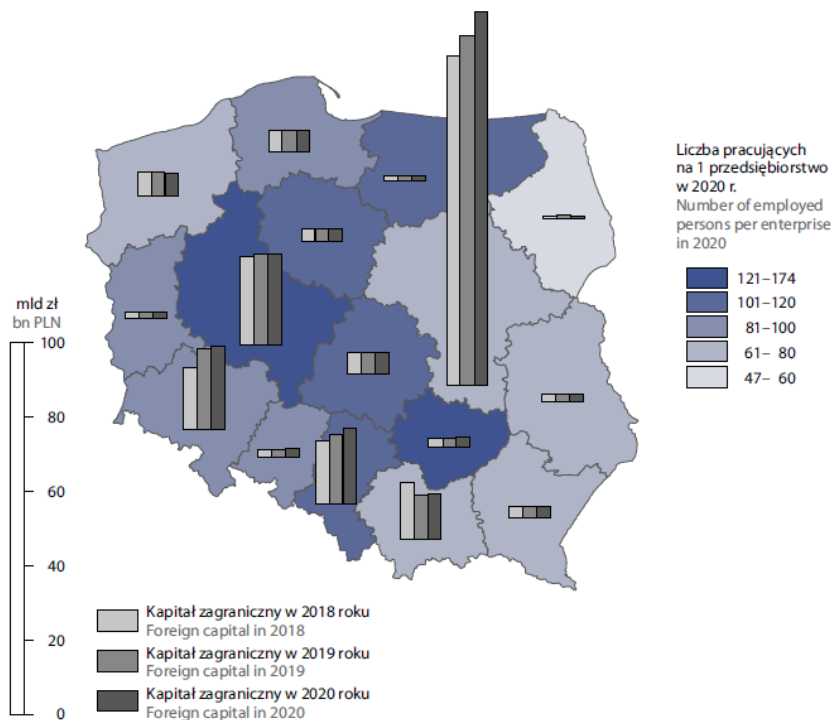 Liczba pracujących
na 1 przedsiębiorstwo
w 2020 r.
Number of employed
persons per enterprise
in 2020
121–174
101–120
81–100
61– 80
47– 60
mld zł
bn PLN
100
80
60
40
20
0
Kapitał zagraniczny w 2018 roku
Foreign capital in 2018
Kapitał zagraniczny w 2019 roku
Foreign capital in 2019
Kapitał zagraniczny w 2020 roku
Foreign capital in 2020